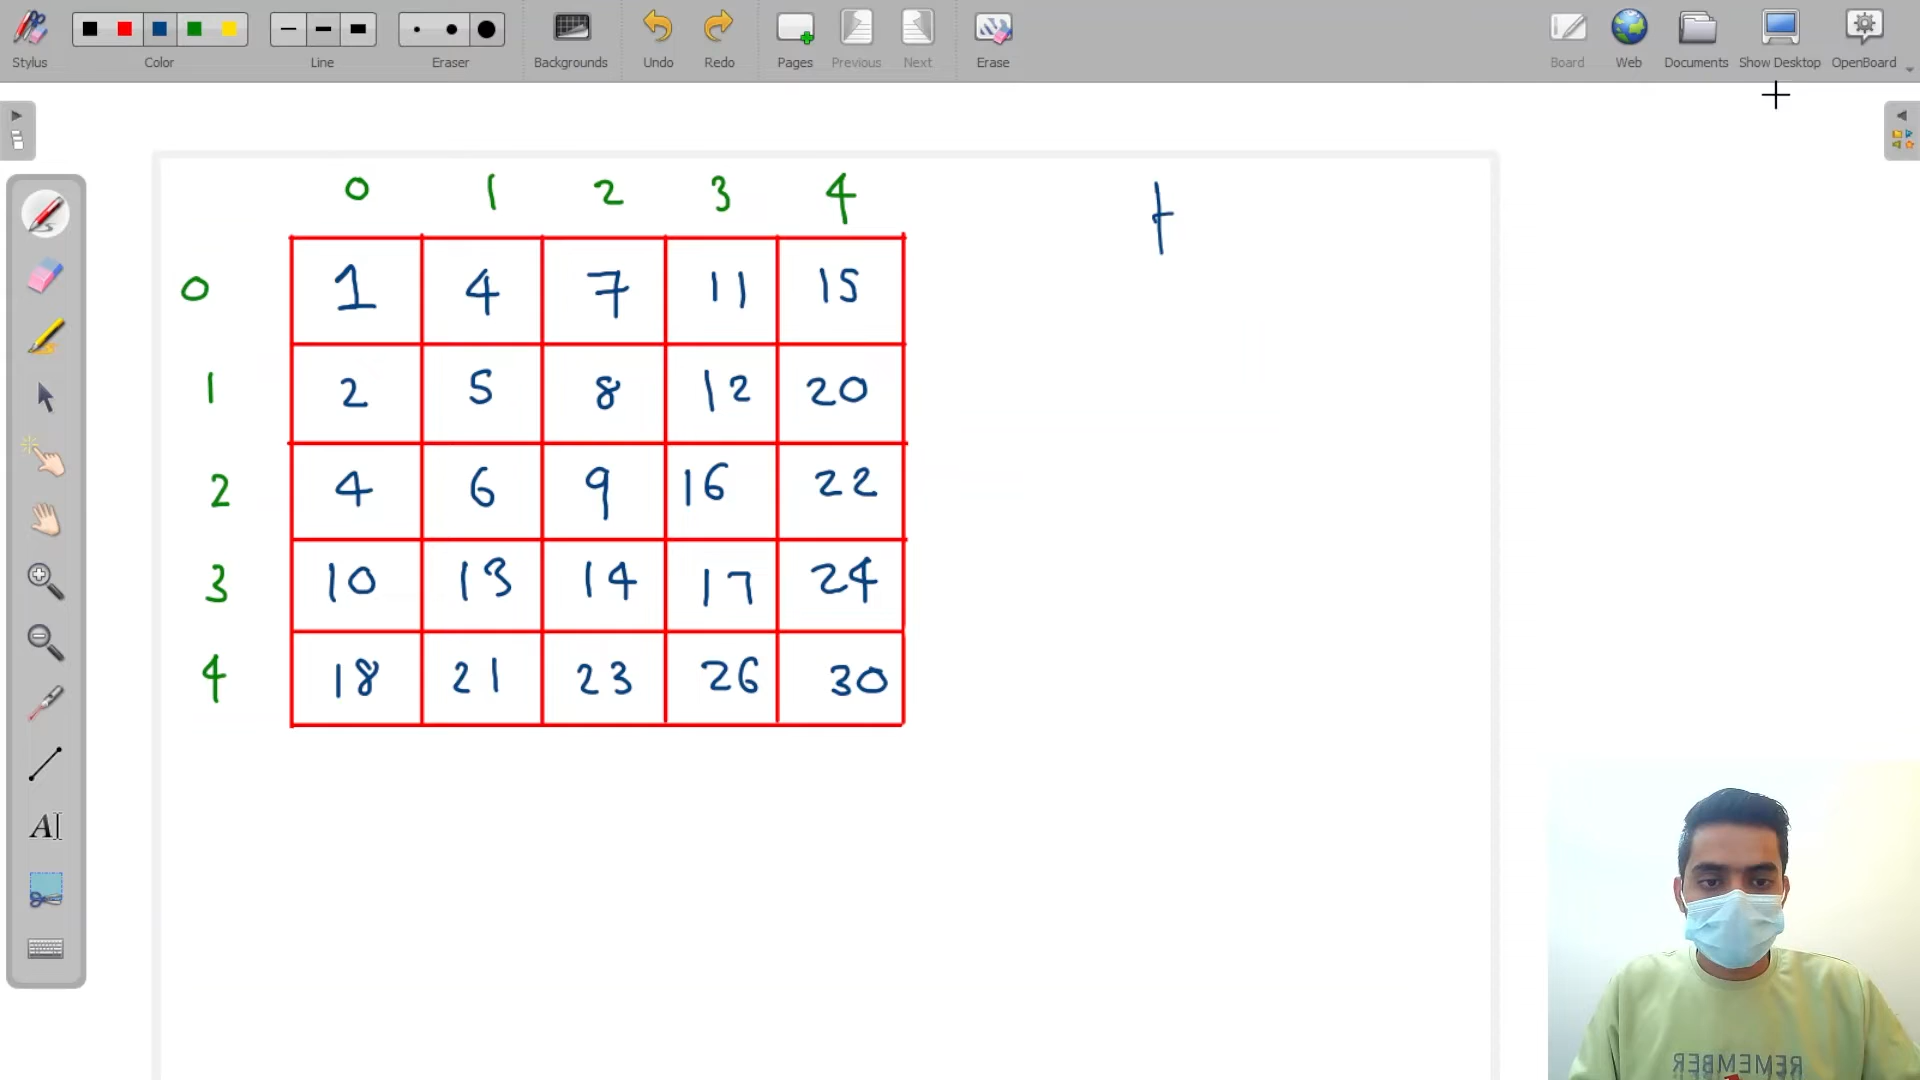 Stylus Color Line Eraser Backgrounds Undo Redo Pages Previous Next Erase Board Web Documents Show Desktop OpenBoard
0 1 2 3 4 t
0 1 4 7 11 15
1 2 5 8 12 20
2 4 6 9 16 22
3 10 13 14 17 24
4 18 21 23 26 30
AI
REMEMBER